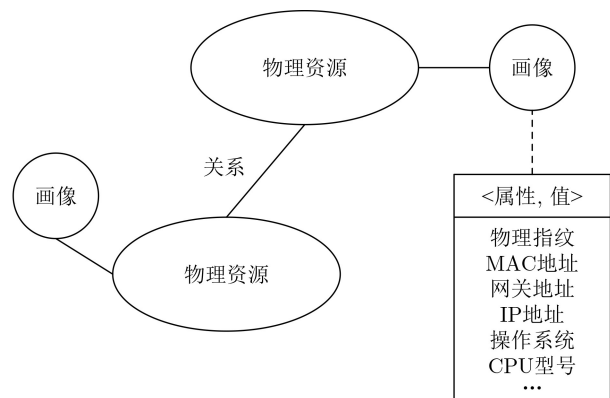 物理资源
画像
关系
画像
物理资源
<属性, 值>
物理指纹
MAC地址
网关地址
IP地址
操作系统
CPU型号
...